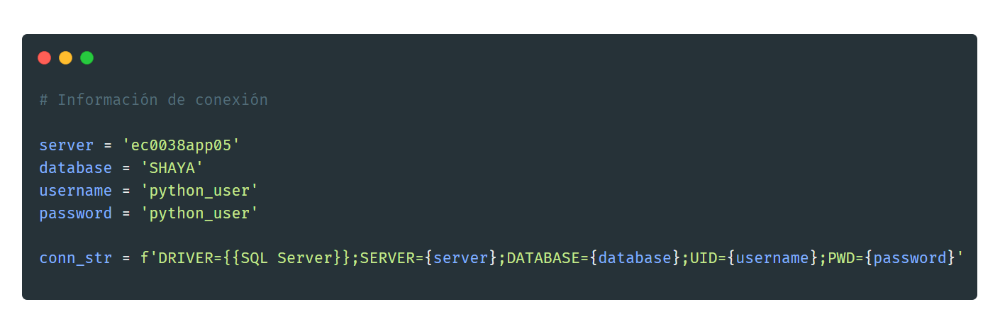 # Información de conexión
server = 'ec0038app05'
database = 'SHAYA'
username = 'python_user'
password = 'python_user'
conn_str = f'DRIVER={{SQL Server}};SERVER={server};DATABASE={database};UID={username};PWD={password}'